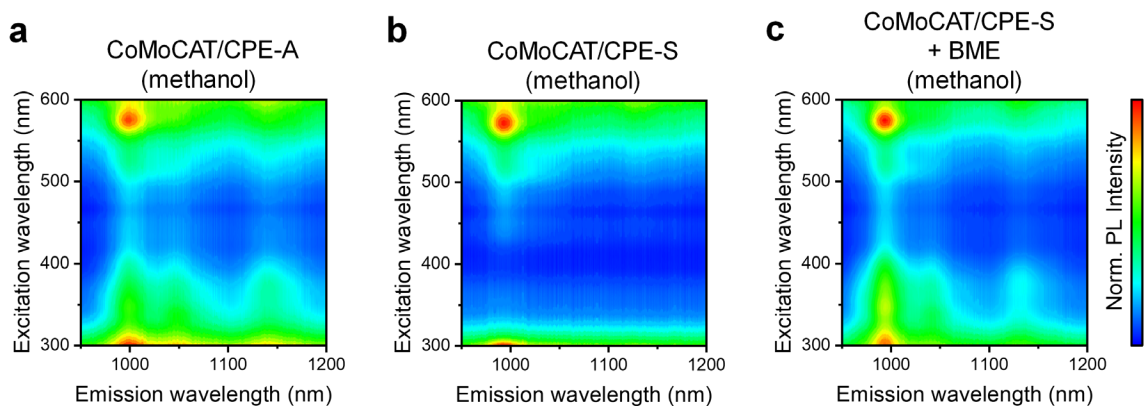 a
CoMoCAT/CPE-A
(methanol)
Excitation wavelength (nm)
600
500
400
300
1000
1100
1200
Emission wavelength (nm)
b
CoMoCAT/CPE-S
(methanol)
Excitation wavelength (nm)
600
500
400
300
1000
1100
1200
Emission wavelength (nm)
c
CoMoCAT/CPE-S
+ BME
(methanol)
Excitation wavelength (nm)
600
500
400
300
1000
1100
1200
Emission wavelength (nm)
Norm. PL Intensity